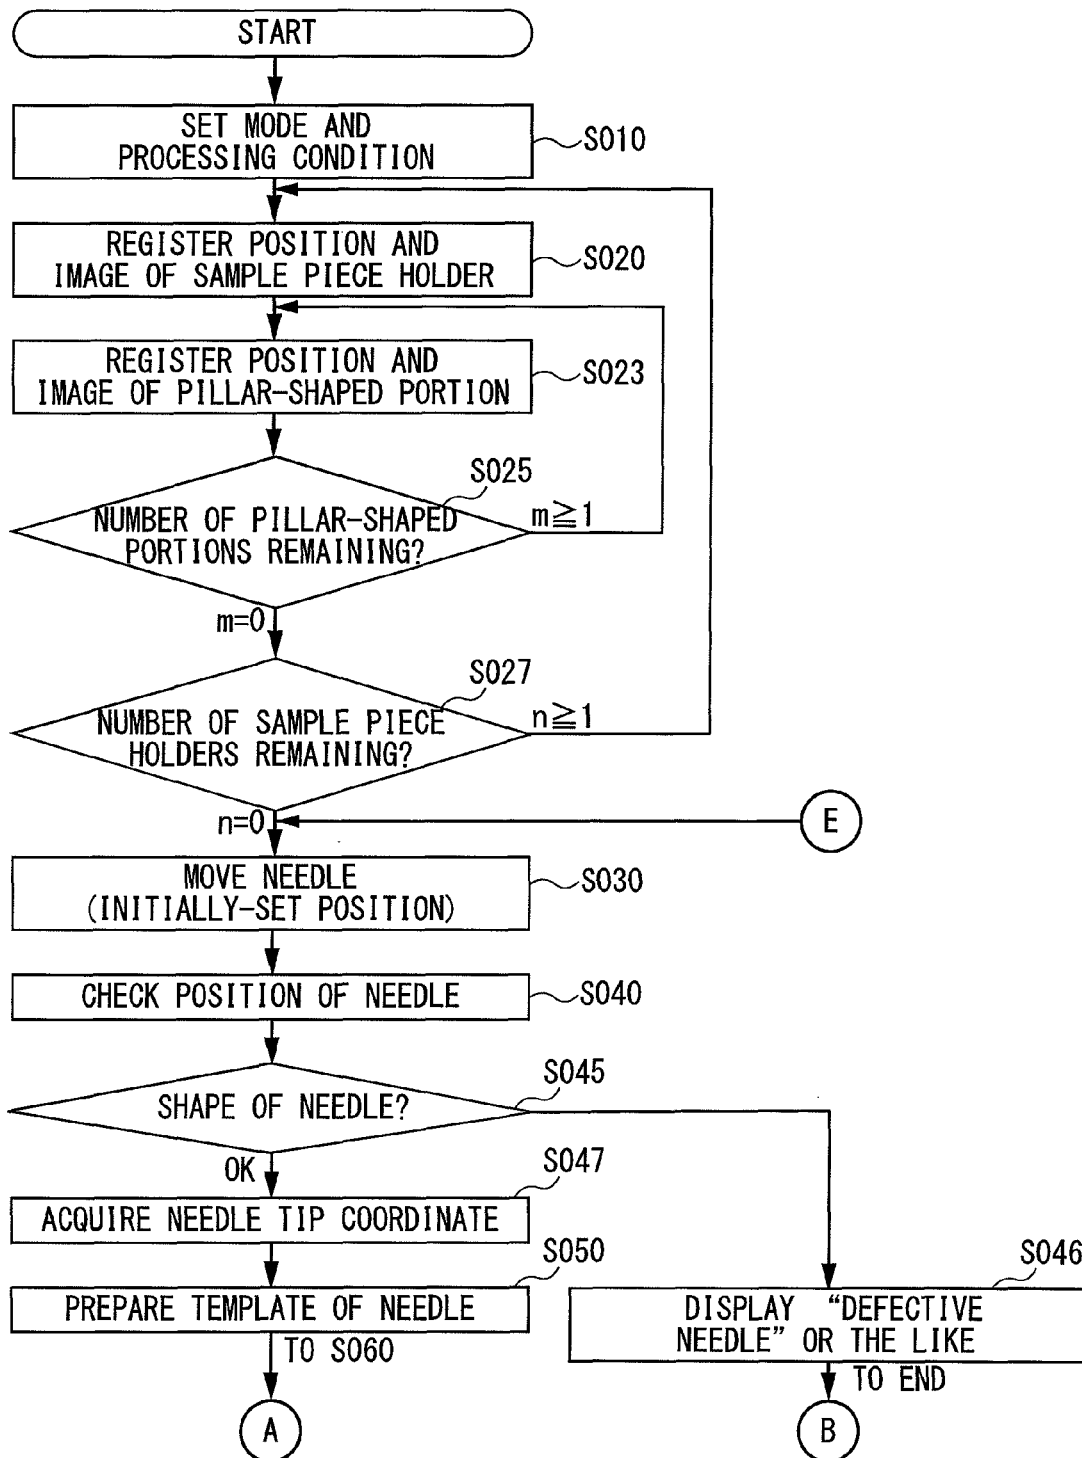 START
SET MODE AND
PROCESSING CONDITION
S010
REGISTER POSITION AND
IMAGE OF SAMPLE PIECE HOLDER
S020
REGISTER POSITION AND
IMAGE OF PILLAR-SHAPED PORTION
S023
S025
NUMBER OF PILLAR-SHAPED
PORTIONS REMAINING?
m≧1
m=0
S027
NUMBER OF SAMPLE PIECE
HOLDERS REMAINING?
n≧1
n=0
E
MOVE NEEDLE
(INITIALLY-SET POSITION)
S030
CHECK POSITION OF NEEDLE
S040
S045
SHAPE OF NEEDLE?
OK
S047
ACQUIRE NEEDLE TIP COORDINATE
S050
PREPARE TEMPLATE OF NEEDLE
TO S060
A
S046
DISPLAY “DEFECTIVE
NEEDLE” OR THE LIKE
TO END
B